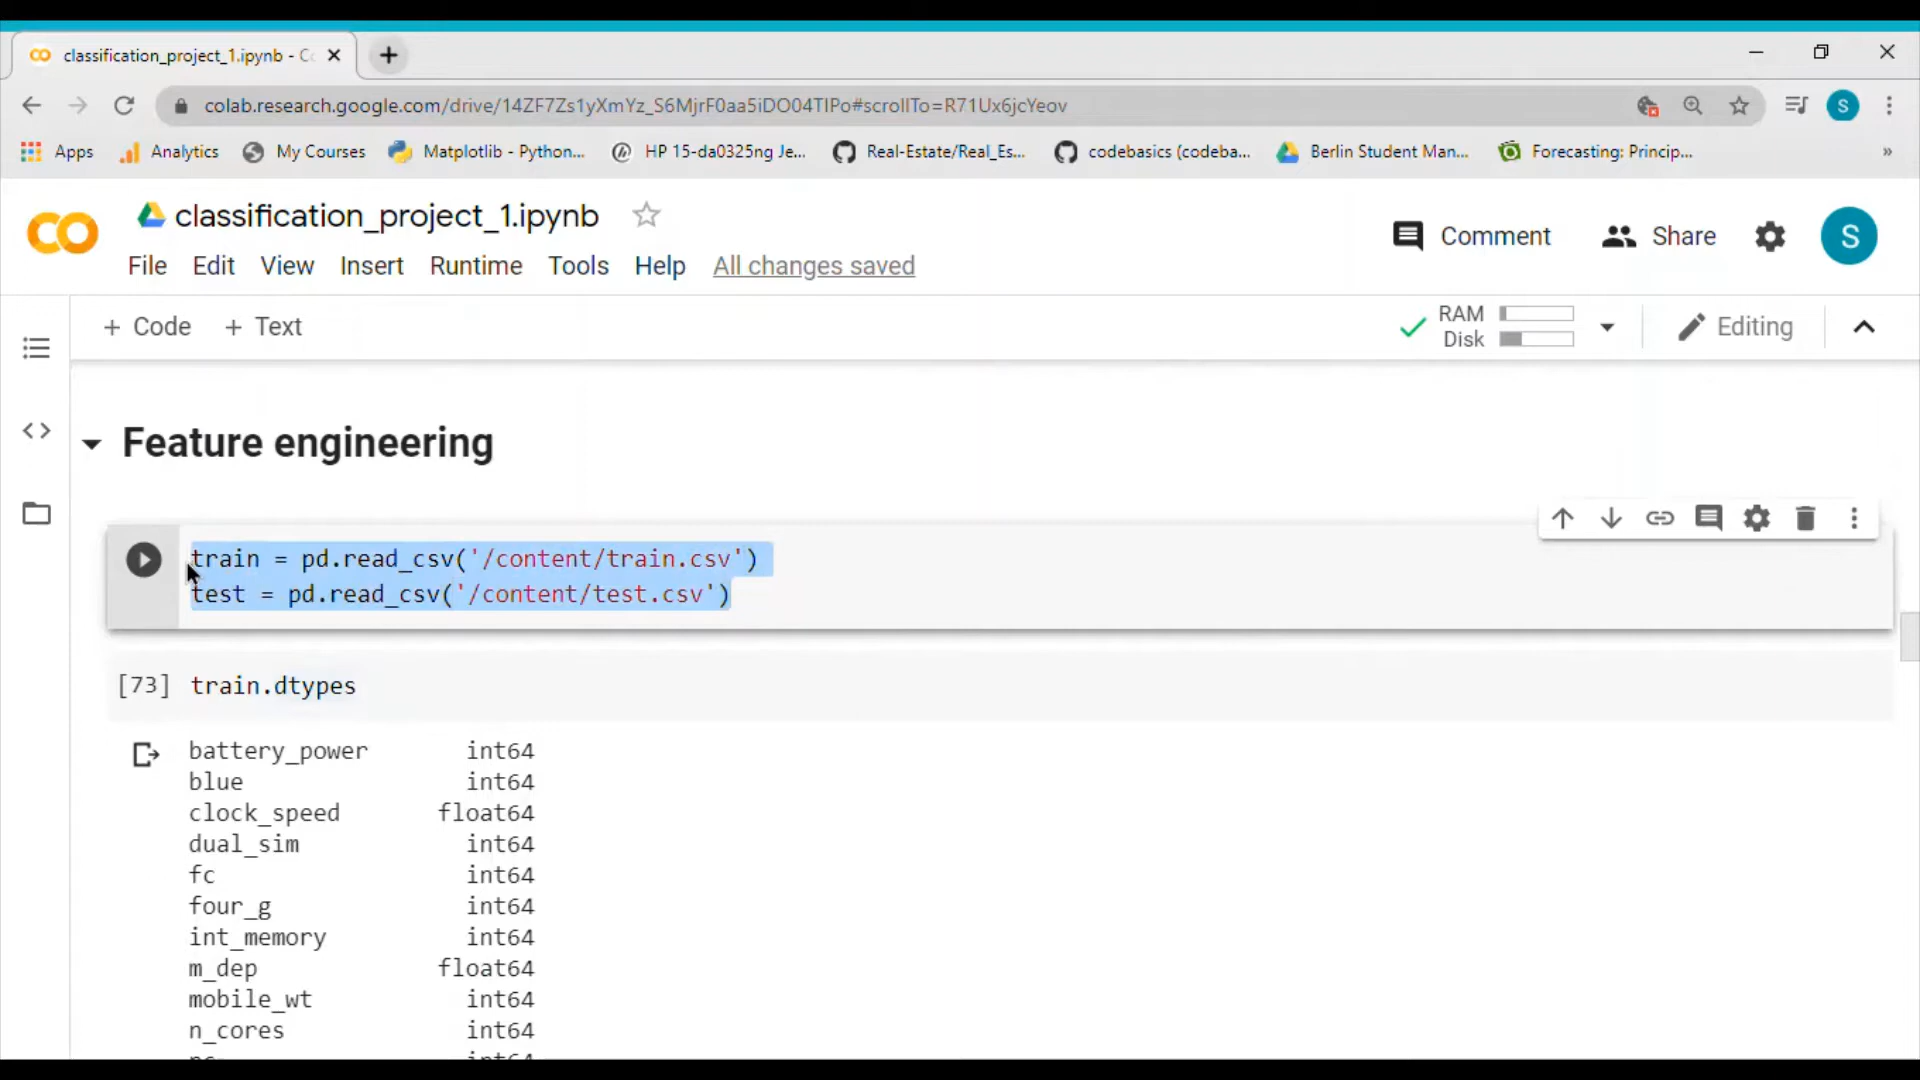 classification_project_1.ipynb - Co
colab.research.google.com/drive/14ZF7Zs1yXmYz_S6MjrF0aa5iDO04TIPo#scrollTo=R71Ux6jcYeov
S
Apps Analytics My Courses Matplotlib - Python... HP 15-da0325ng Je... Real-Estate/Real_Es... codebasics (codeba... Berlin Student Man... Forecasting: Princip... »
classification_project_1.ipynb
Comment Share S
File Edit View Insert Runtime Tools Help All changes saved
+ Code + Text
RAM
Disk
Editing
Feature engineering
train = pd.read_csv('/content/train.csv')
test = pd.read_csv('/content/test.csv')
[73] train.dtypes
battery_power int64
blue int64
clock_speed float64
dual_sim int64
fc int64
four_g int64
int_memory int64
m_dep float64
mobile_wt int64
n_cores int64
pc int64